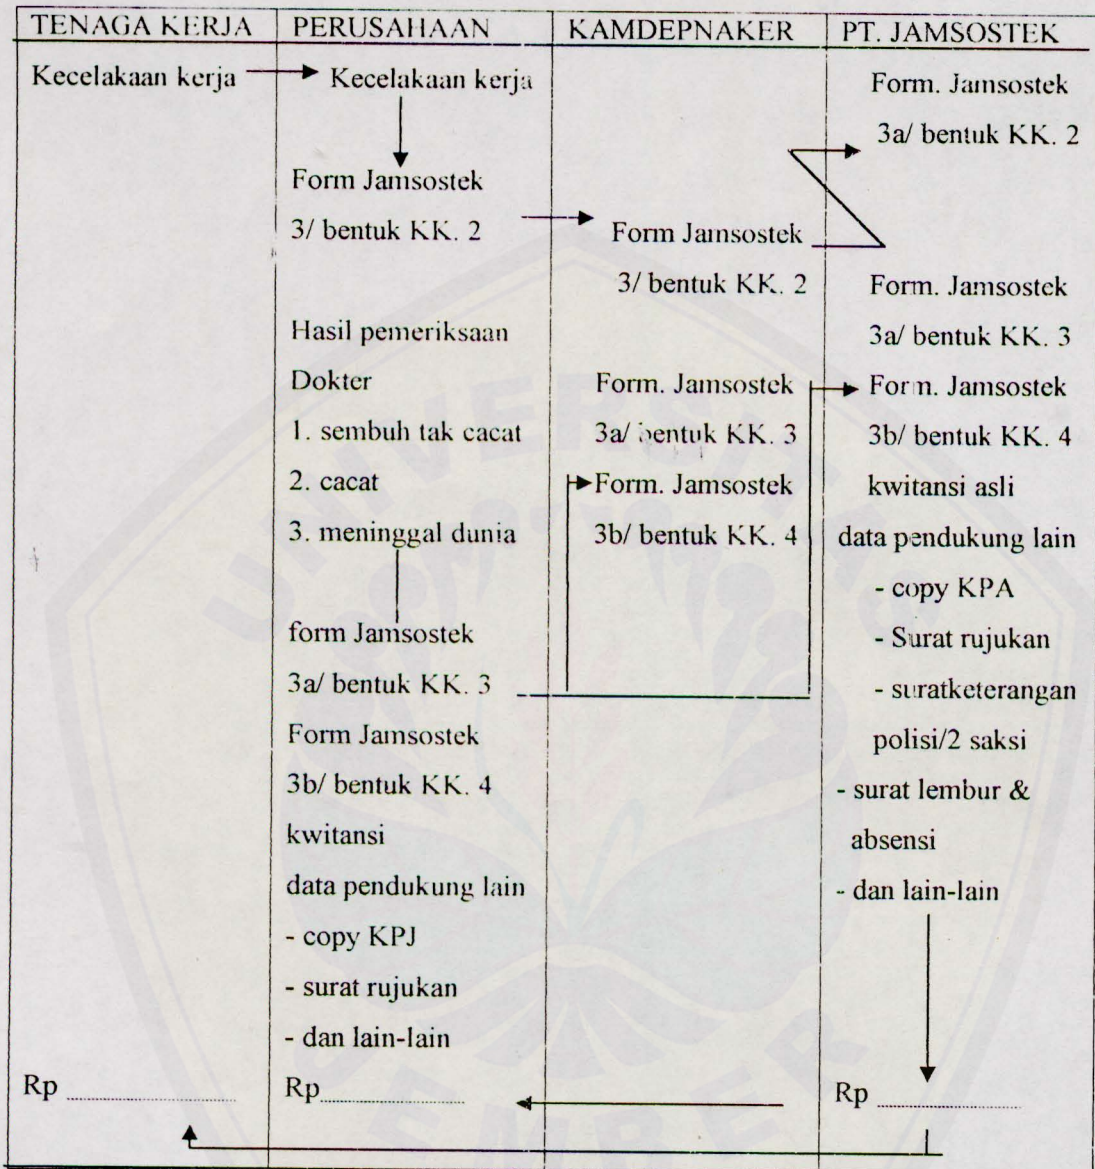 TENAGA KERJA
PERUSAHAAN
KAMDEPNAKER
PT. JAMSOSTEK
Kecelakaan kerja
Kecelakaan kerja
Form Jamsostek
3/ bentuk KK. 2
Hasil pemeriksaan
Dokter
1. sembuh tak cacat
2. cacat
3. meninggal dunia
form Jamsostek
3a/ bentuk KK. 3
Form Jamsostek
3b/ bentuk KK. 4
kwitansi
data pendukung lain
- copy KPJ
- surat rujukan
- dan lain-lain
Form Jamsostek
3/ bentuk KK. 2
Form. Jamsostek
3a/ bentuk KK. 3
Form. Jamsostek
3b/ bentuk KK. 4
Form. Jamsostek
3a/ bentuk KK. 2
Form. Jamsostek
3a/ bentuk KK. 3
Form. Jamsostek
3b/ bentuk KK. 4
kwitansi asli
data pendukung lain
- copy KPA
- Surat rujukan
- suratketerangan
polisi/2 saksi
- surat lembur &
absensi
- dan lain-lain
Rp
Rp
Rp
UNIVERSITAS
JEMBER